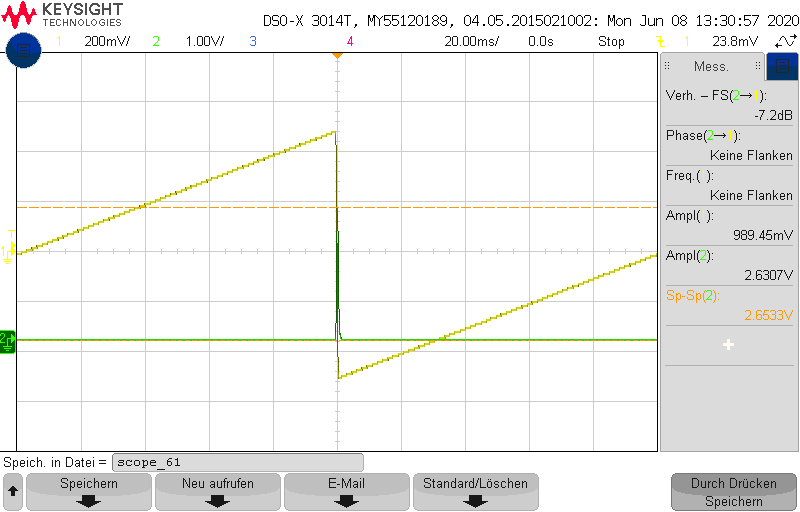 KEYSIGHT
TECHNOLOGIES
DSO-X 3014T, MY55120189, 04.05.2015021002: Mon Jun 08 13:30:57 2020
1 200mV/ 2 1.00V/ 3 4 20.00ms/ 0.0s Stop 1 23.8mV
Mess.
Verh. – FS(2→1):
-7.2dB
Phase(2→1):
Keine Flanken
Freq.( ):
Keine Flanken
Ampl( ):
989.45mV
Ampl(2):
2.6307V
Sp-Sp(2):
2.6533V
T
1
2
Speich. in Datei = scope_61
Speichern
Neu aufrufen
E-Mail
Standard/Löschen
Durch Drücken
Speichern